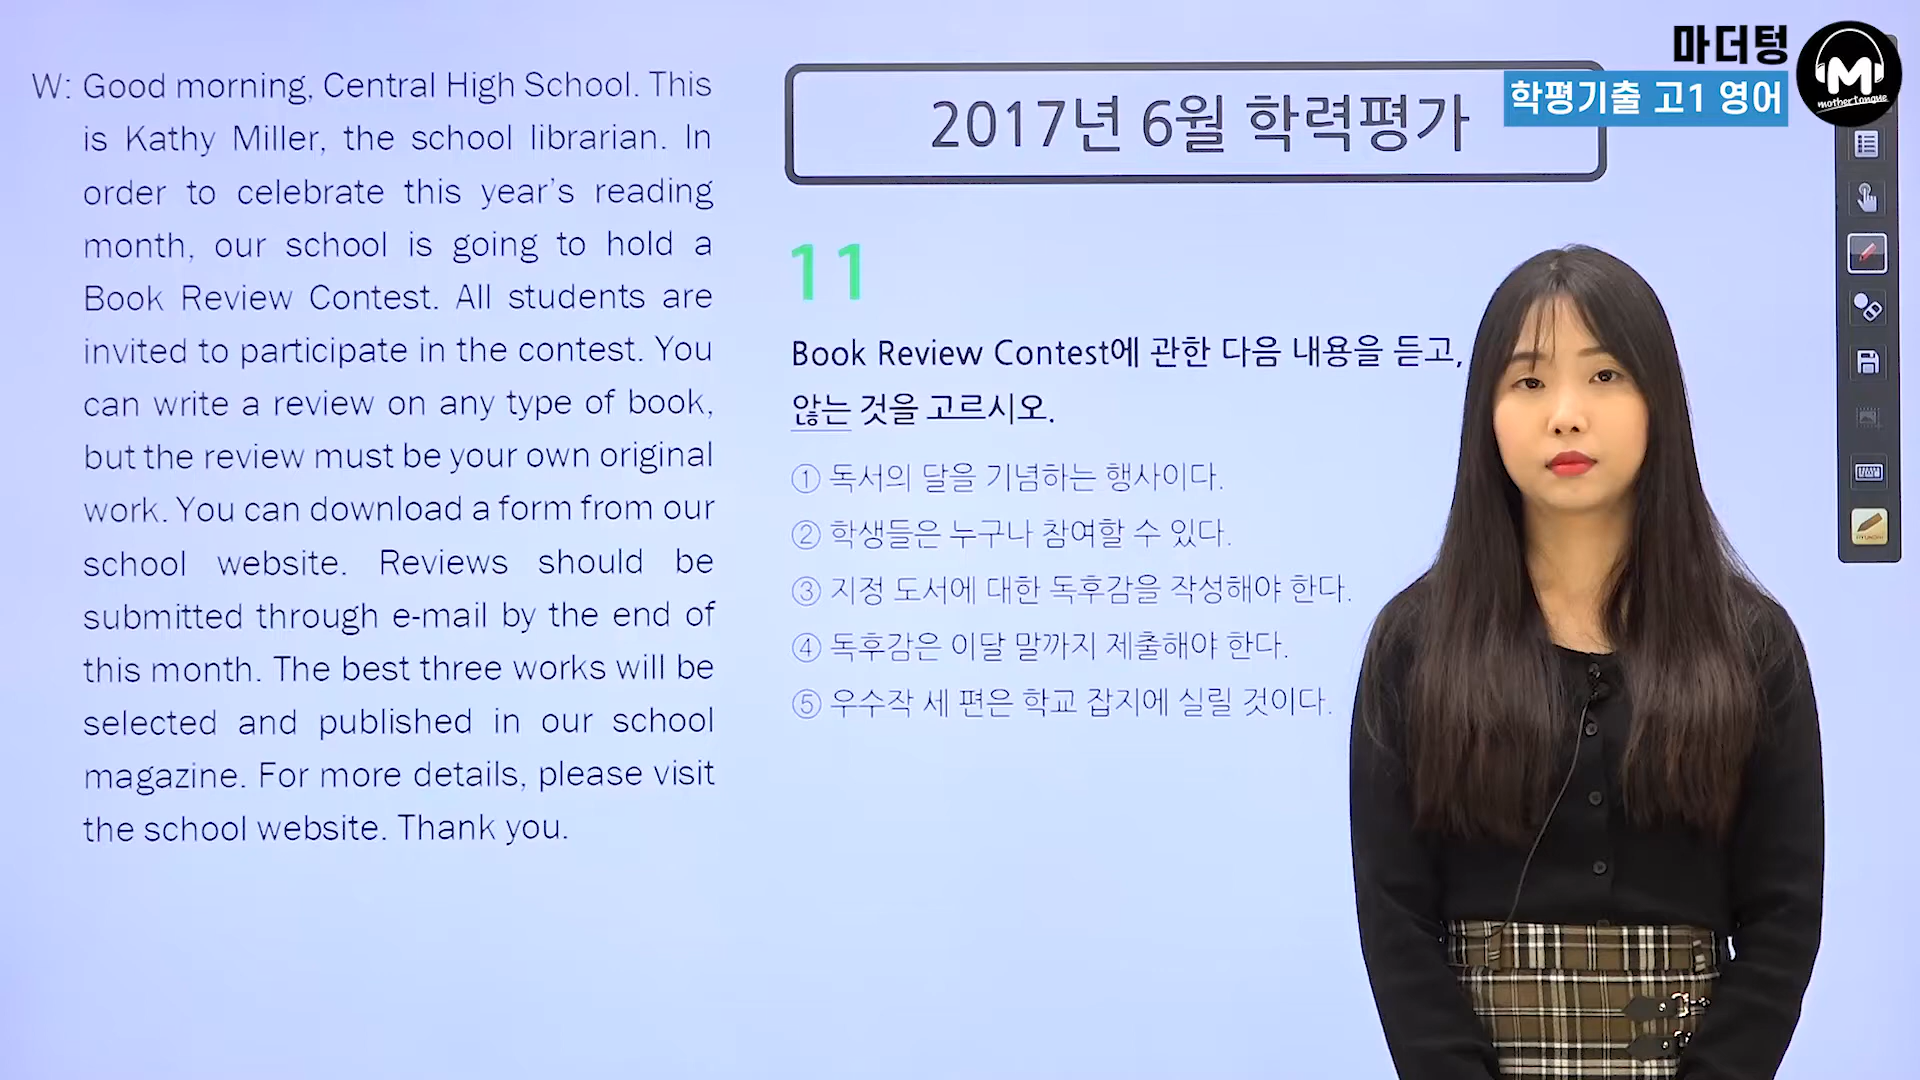 마더텅
학평기출 고1 영어
mothertongue
W: Good morning, Central High School. This
is Kathy Miller, the school librarian. In
order to celebrate this year's reading
month, our school is going to hold a
Book Review Contest. All students are
invited to participate in the contest. You
can write a review on any type of book,
but the review must be your own original
work. You can download a form from our
school website. Reviews should be
submitted through e-mail by the end of
this month. The best three works will be
selected and published in our school
magazine. For more details, please visit
the school website. Thank you.
2017년 6월 학력평가
11
Book Review Contest에 관한 다음 내용을 듣고,
않는 것을 고르시오.
① 독서의 달을 기념하는 행사이다.
② 학생들은 누구나 참여할 수 있다.
③ 지정 도서에 대한 독후감을 작성해야 한다.
④ 독후감은 이달 말까지 제출해야 한다.
⑤ 우수작 세 편은 학교 잡지에 실릴 것이다.